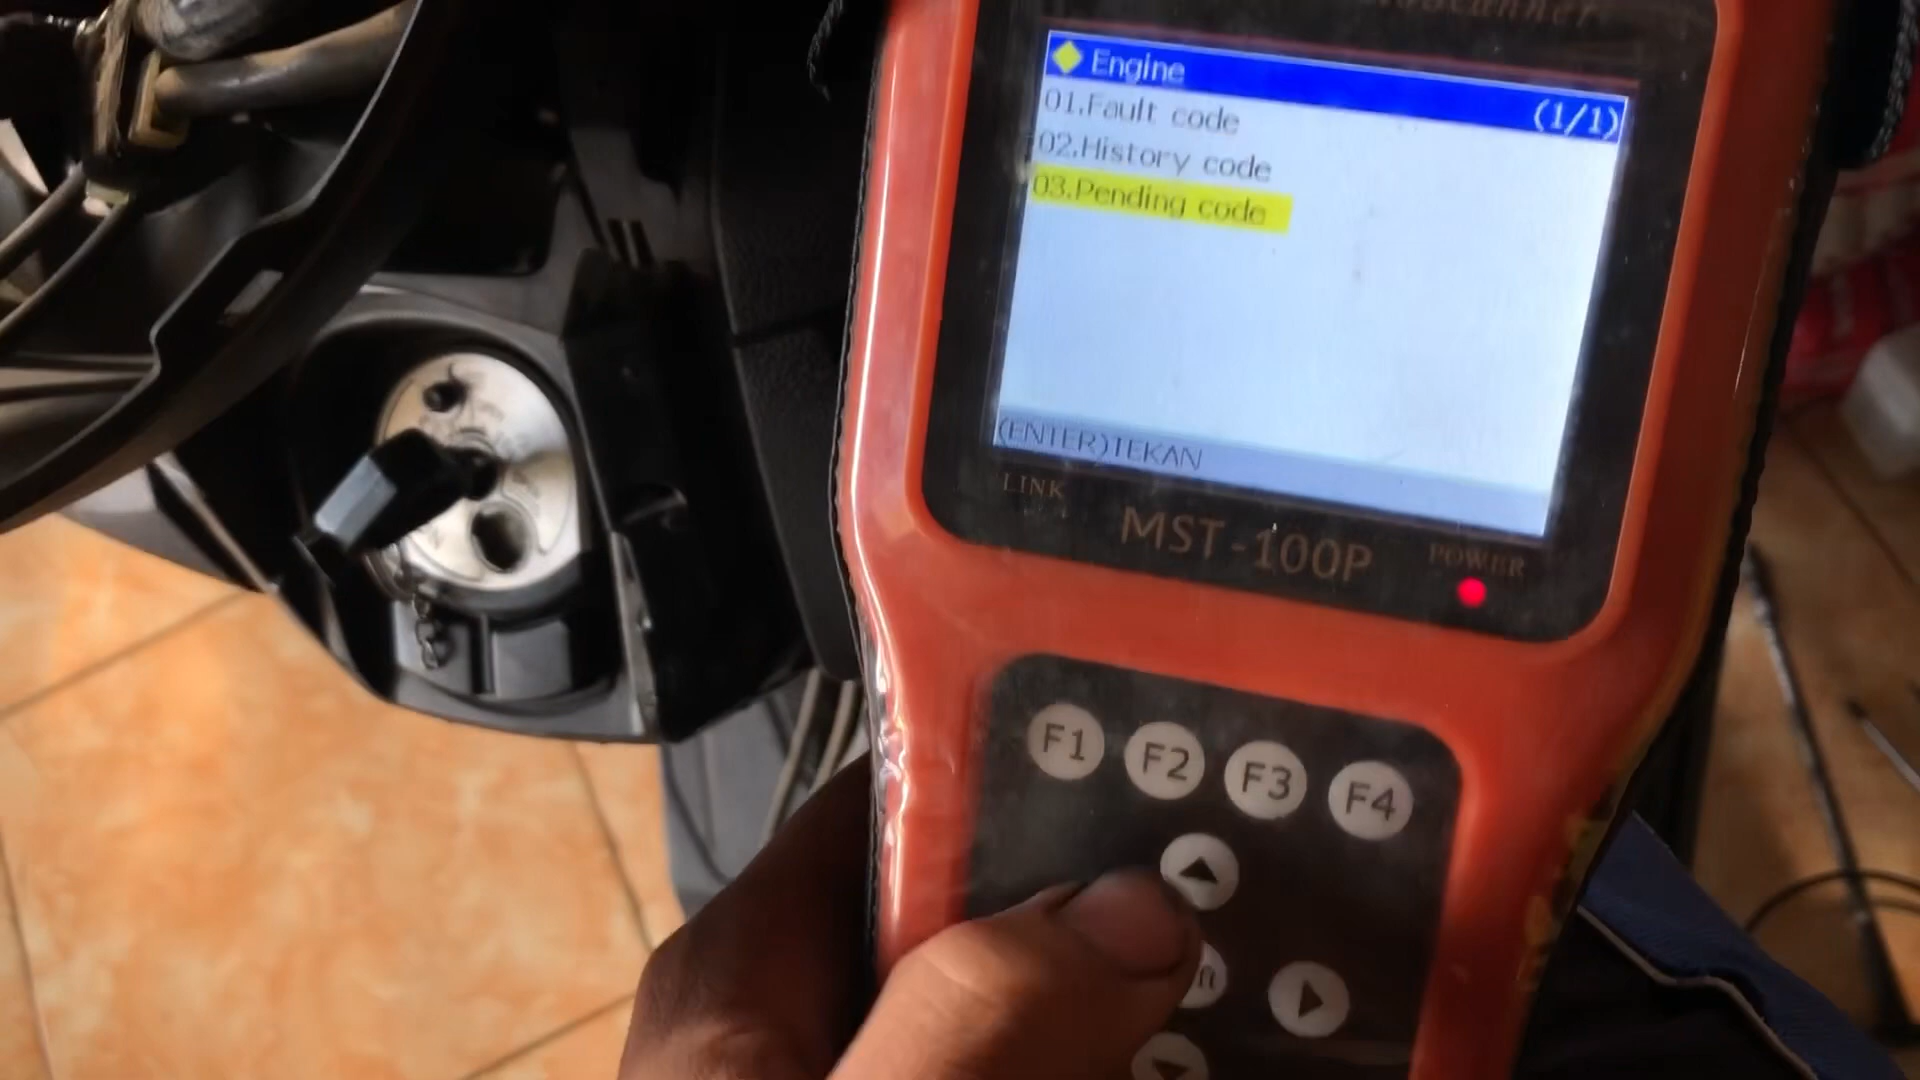 Engine
(1/1)
01.Fault code
02.History code
03.Pending code
(ENTER)TEKAN
LINK
MST-100P
POWER
F1 F2 F3 F4